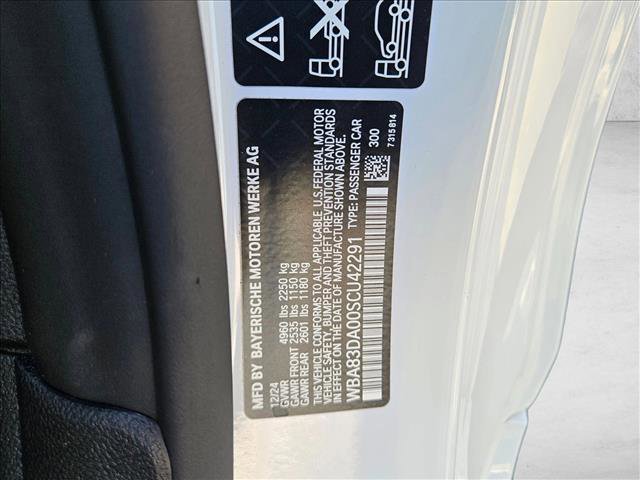 MFD BY BAYERISCHE MOTOREN WERKE AG
12/24
GVWR 4960 lbs 2250 kg
GAWR FRONT 2535 lbs 1150 kg
GAWR REAR 2601 lbs 1180 kg
THIS VEHICLE CONFORMS TO ALL APPLICABLE U.S.FEDERAL MOTOR
VEHICLE SAFETY, BUMPER AND THEFT PREVENTION STANDARDS
IN EFFECT ON THE DATE OF MANUFACTURE SHOWN ABOVE.
WBA83DA00SCU42291 TYPE: PASSENGER CAR
300
7 315 814